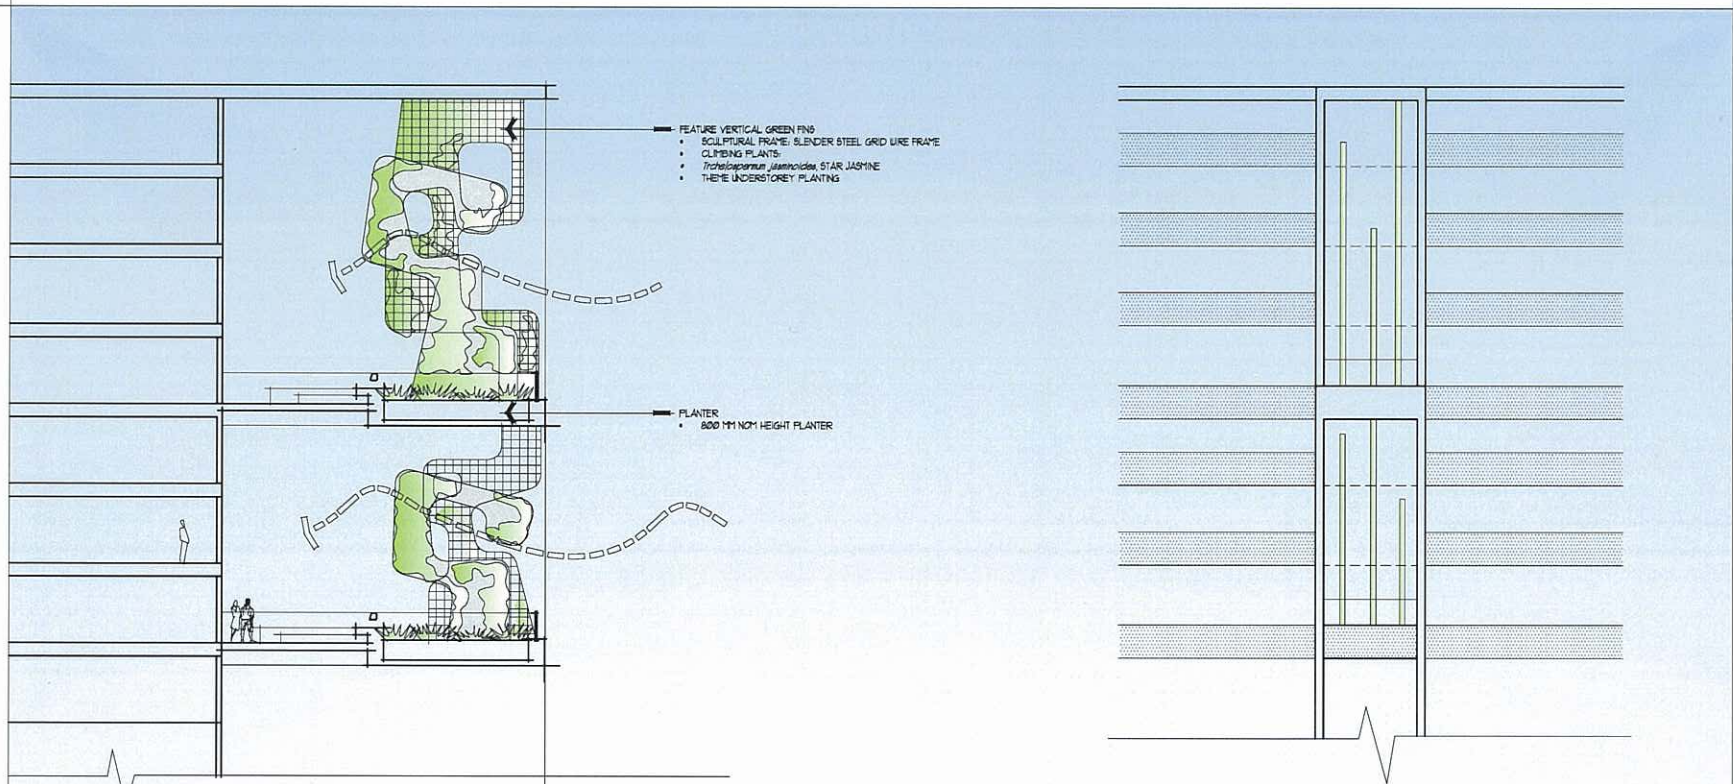 FEATURE VERTICAL GREEN FINS
• SCULPTURAL FRAME: SLENDER STEEL GRID WIRE FRAME
• CLIMBING PLANTS:
• Trchelospermum jasminoides, STAR JASMINE
• THEME UNDERSTOREY PLANTING
PLANTER
• 800 MM NOM HEIGHT PLANTER